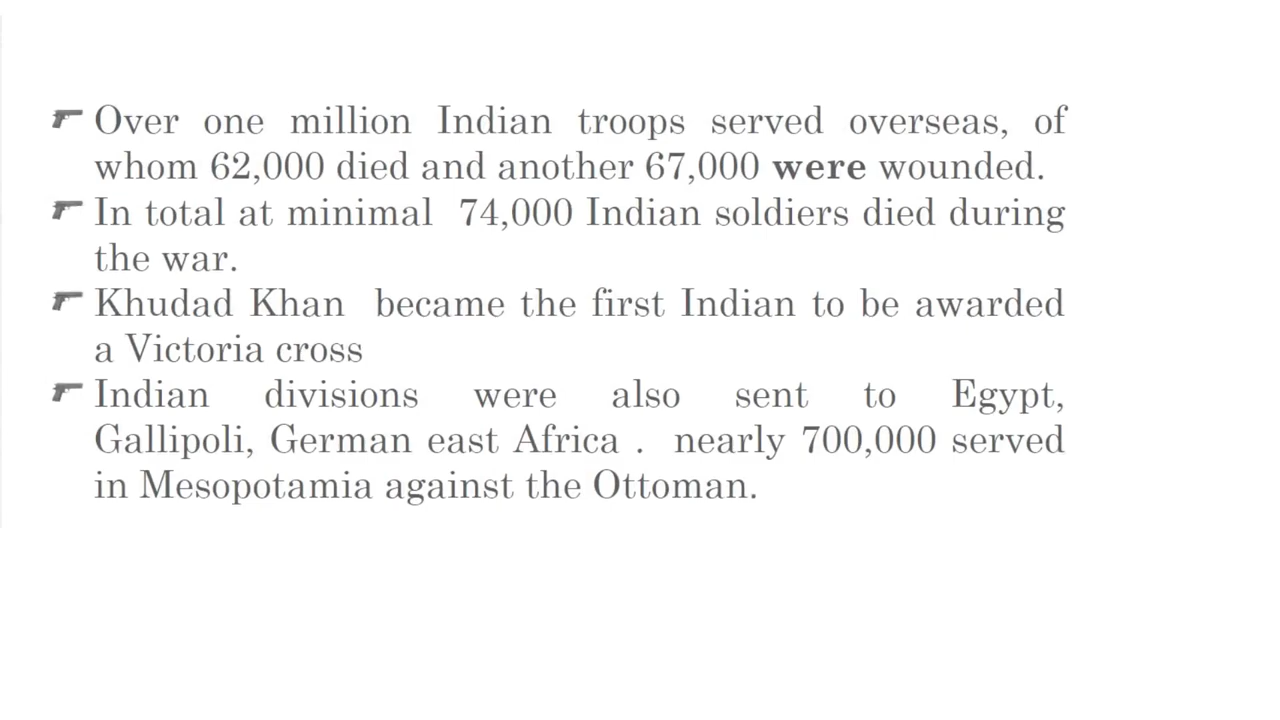 Over one million Indian troops served overseas, of
whom 62,000 died and another 67,000 were wounded.
In total at minimal 74,000 Indian soldiers died during
the war.
Khudad Khan became the first Indian to be awarded
a Victoria cross
Indian divisions were also sent to Egypt,
Gallipoli, German east Africa . nearly 700,000 served
in Mesopotamia against the Ottoman.